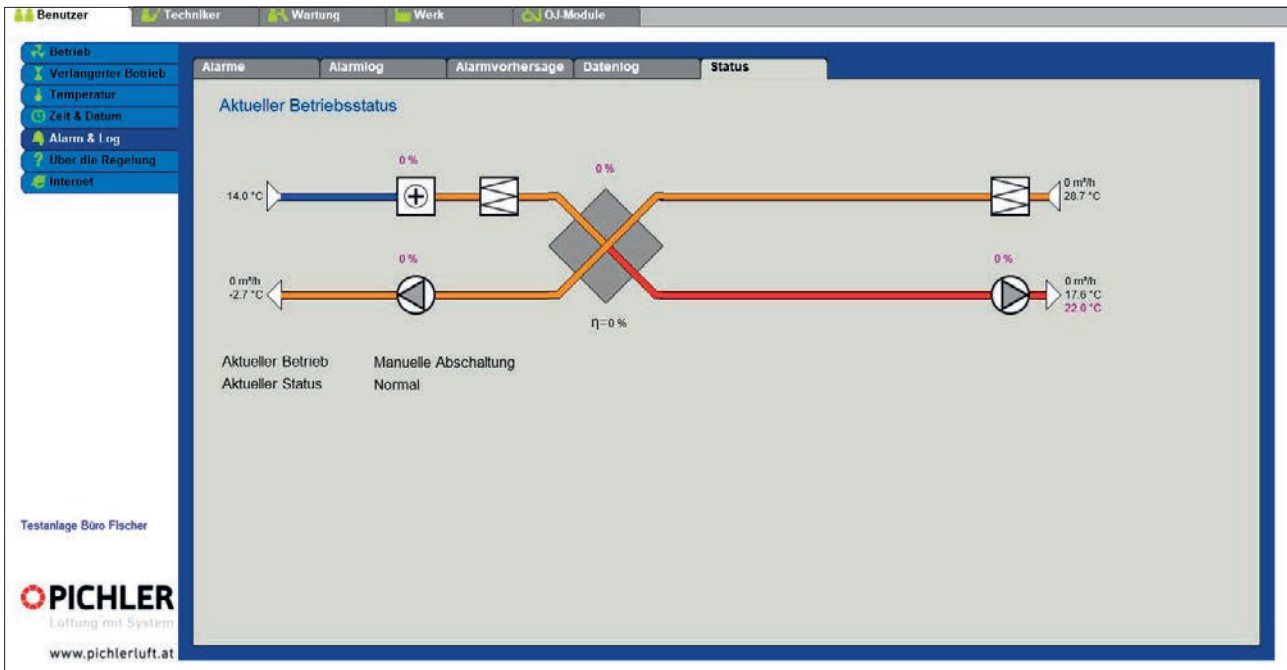 Benutzer
Techniker
Wartung
Werk
OJ-Module
Betrieb
Verlängerter Betrieb
Temperatur
Zeit & Datum
Alarm & Log
Über die Regelung
Internet
Alarme
Alarmlog
Alarmvorhersage
Datenlog
Status
Aktueller Betriebsstatus
0 %
0 %
14.0 °C
0 m³/h
28.7 °C
0 %
0 %
0 m³/h
-2.7 °C
0 m³/h
17.6 °C
22.0 °C
η=0 %
Aktueller Betrieb Manuelle Abschaltung
Aktueller Status Normal
Testanlage Büro Fischer
PICHLER
Lüftung mit System
www.pichlerluft.at